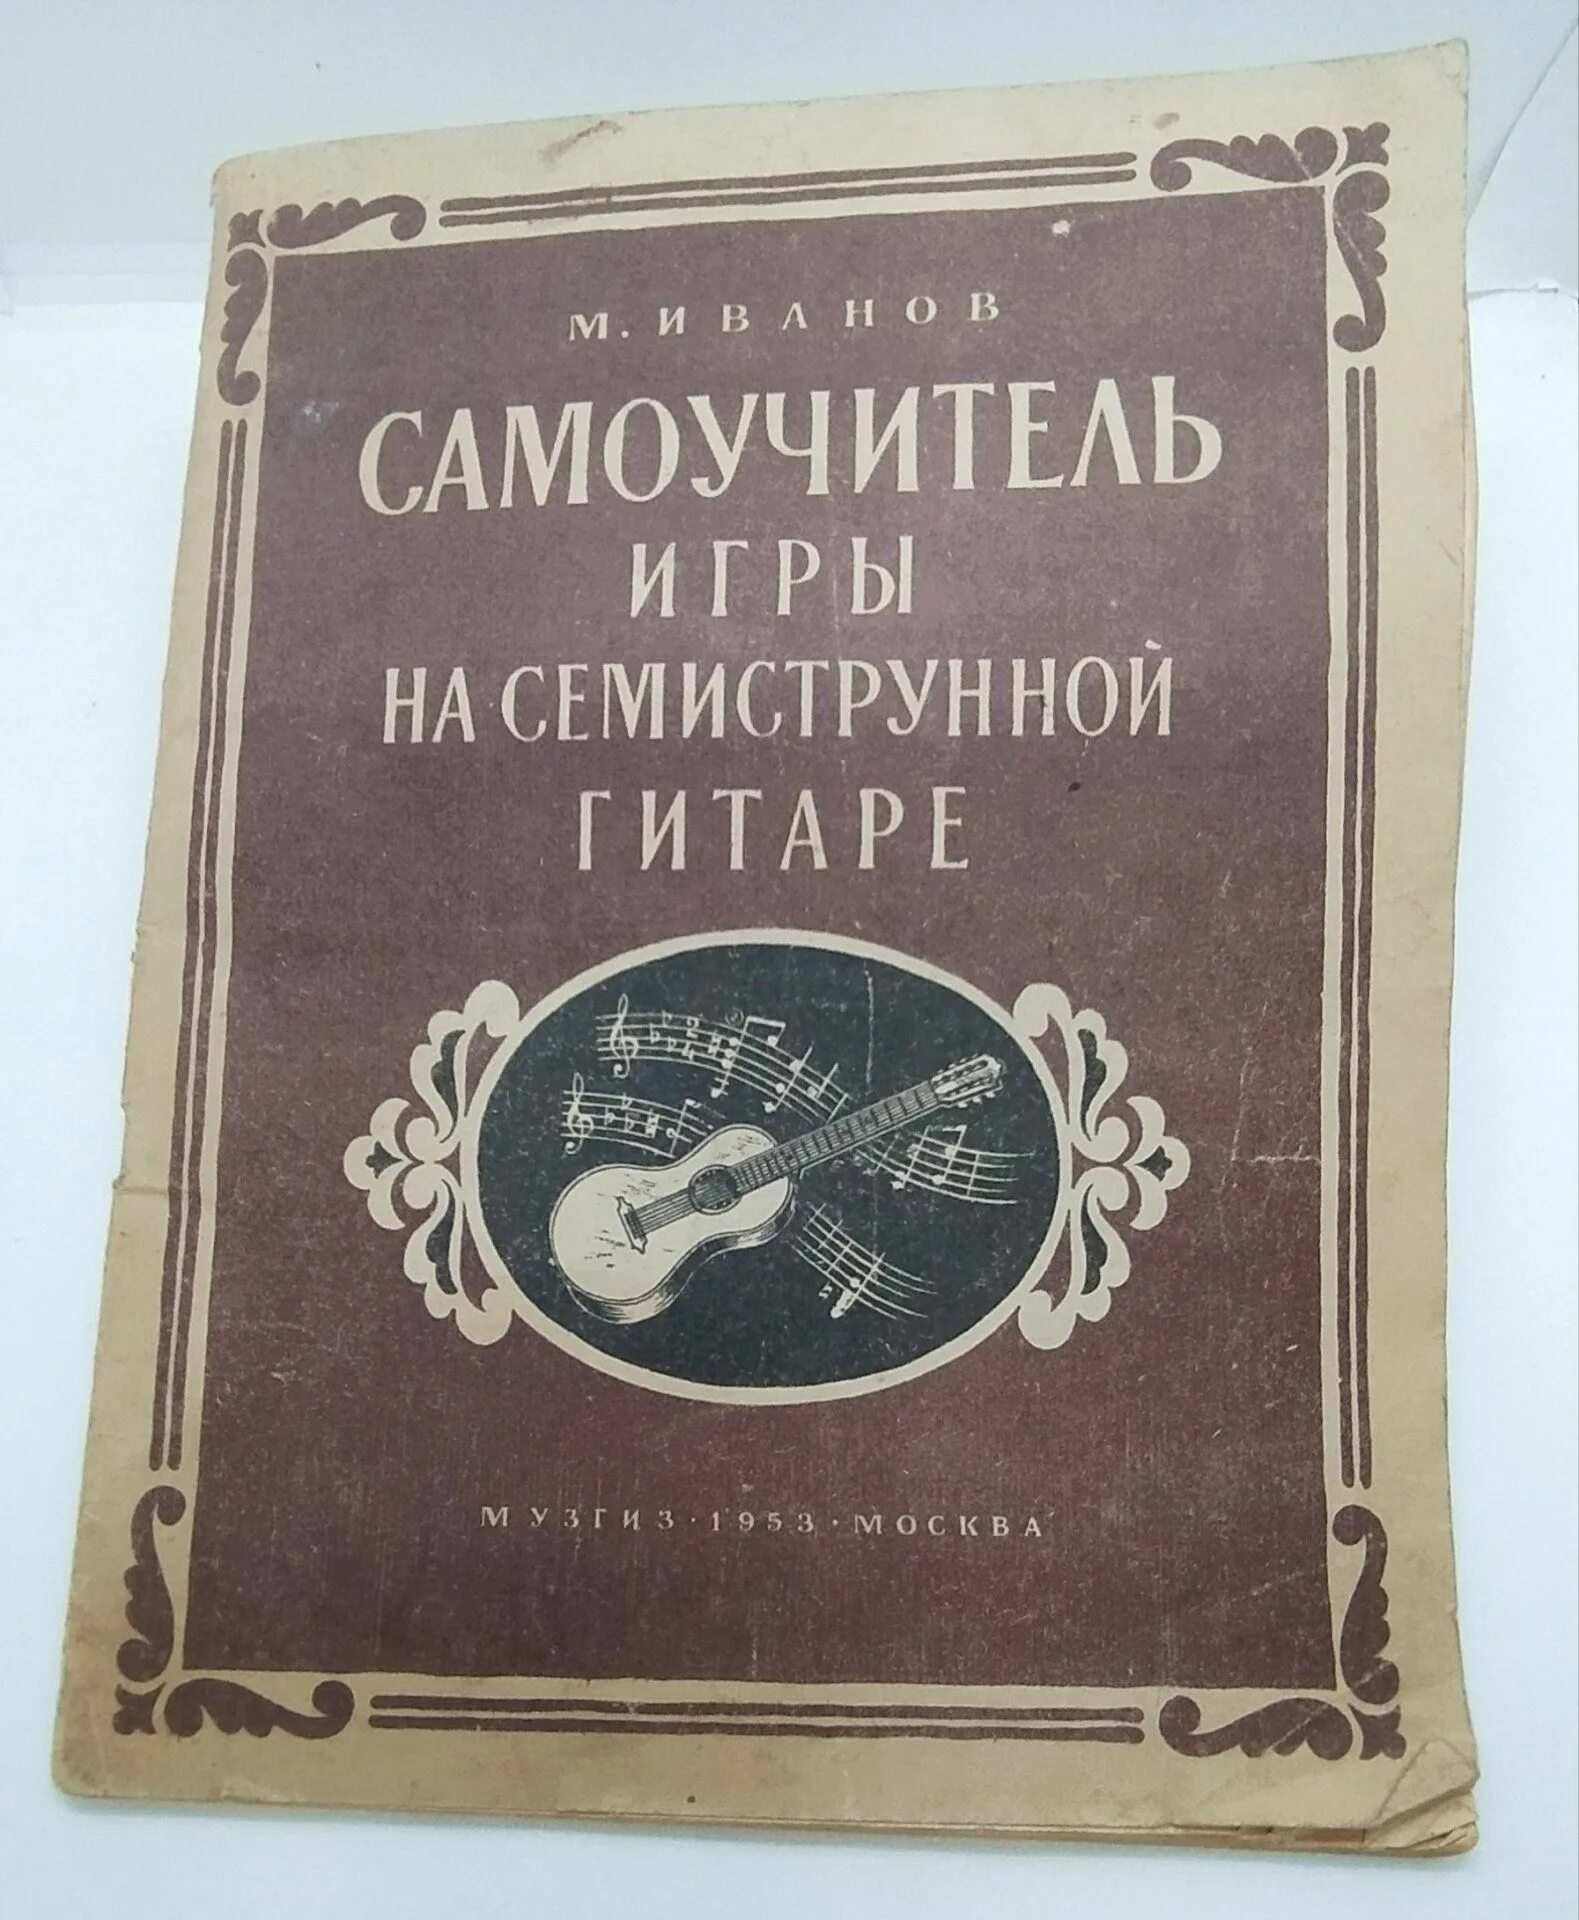 М. ИВАНОВ
САМОУЧИТЕЛЬ
ИГРЫ
НА СЕМИСТРУННОЙ
ГИТАРЕ
МУЗГИЗ · 1953 · МОСКВА